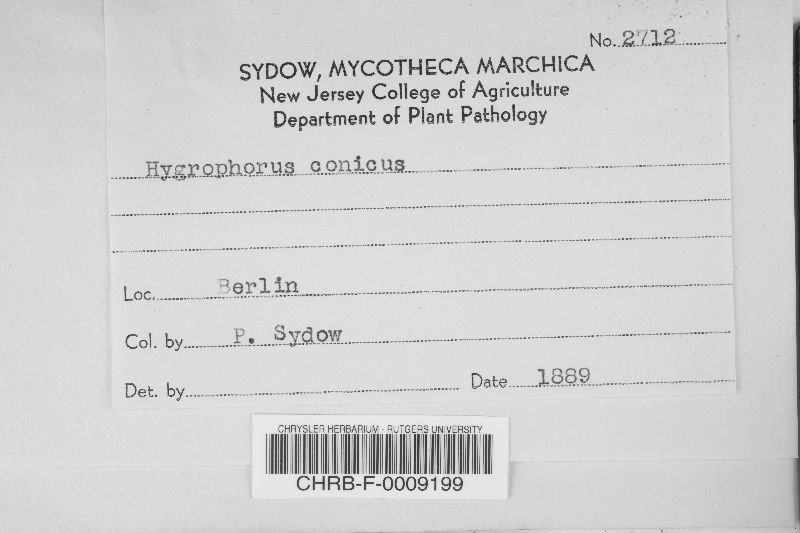 No. 2712
SYDOW, MYCOTHECA MARCHICA
New Jersey College of Agriculture
Department of Plant Pathology
Hygrophorus conicus
Loc. Berlin
Col. by P. Sydow
Det. by Date 1889
CHRYSLER HERBARIUM - RUTGERS UNIVERSITY
CHRB-F-0009199